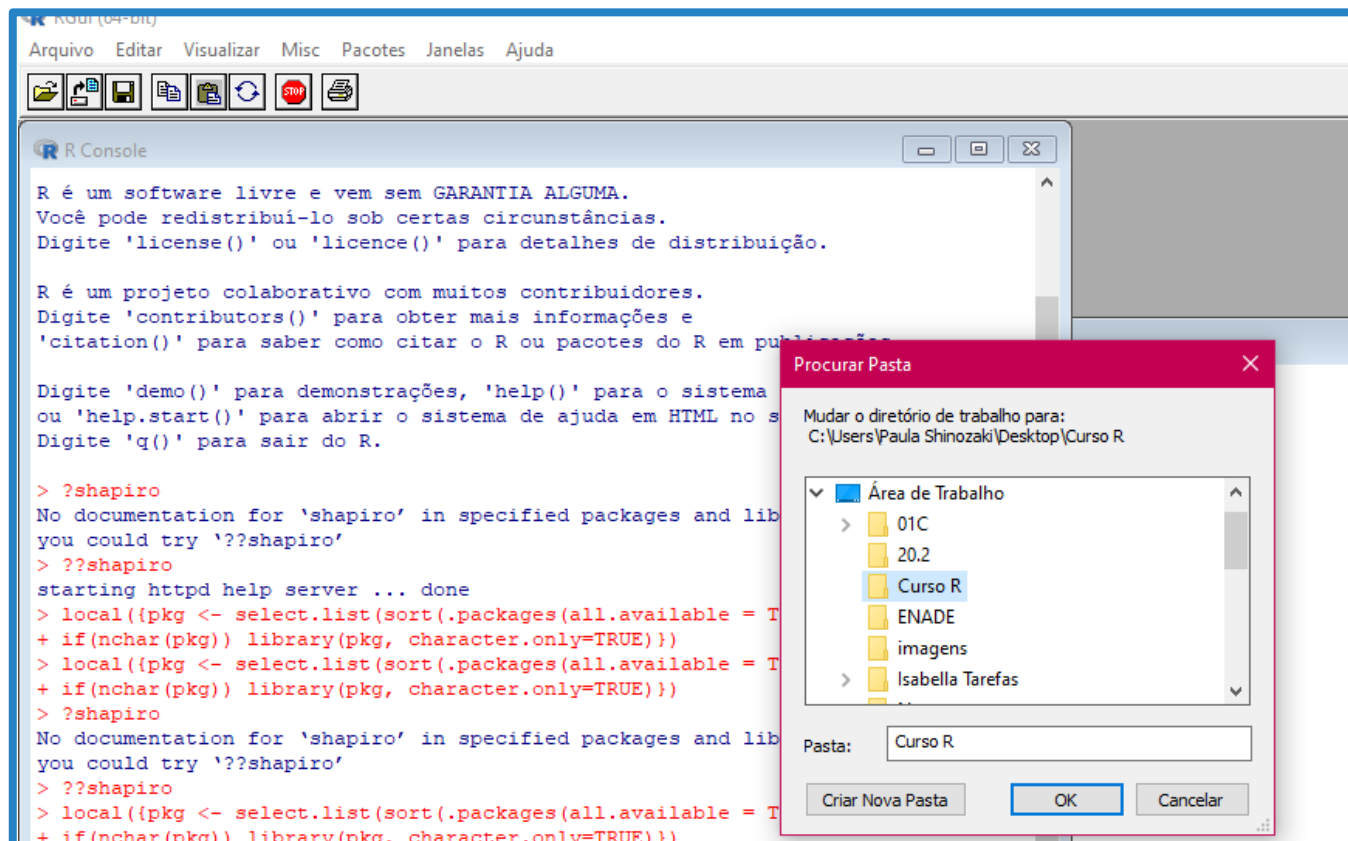 RGui (64-bit)
Arquivo Editar Visualizar Misc Pacotes Janelas Ajuda
STOP
R Console
R é um software livre e vem sem GARANTIA ALGUMA.
Você pode redistribuí-lo sob certas circunstâncias.
Digite 'license()' ou 'licence()' para detalhes de distribuição.
R é um projeto colaborativo com muitos contribuidores.
Digite 'contributors()' para obter mais informações e
'citation()' para saber como citar o R ou pacotes do R em publicações
Digite 'demo()' para demonstrações, 'help()' para o sistema
ou 'help.start()' para abrir o sistema de ajuda em HTML no s
Digite 'q()' para sair do R.
> ?shapiro
No documentation for ‘shapiro’ in specified packages and lib
you could try ‘??shapiro’
> ??shapiro
starting httpd help server ... done
> local({pkg <- select.list(sort(.packages(all.available = T
+ if(nchar(pkg)) library(pkg, character.only=TRUE)})
> local({pkg <- select.list(sort(.packages(all.available = T
+ if(nchar(pkg)) library(pkg, character.only=TRUE)})
> ?shapiro
No documentation for ‘shapiro’ in specified packages and lib
you could try ‘??shapiro’
> ??shapiro
> local({pkg <- select.list(sort(.packages(all.available = T
+ if(nchar(pkg)) library(pkg, character.only=TRUE)})
Procurar Pasta
Mudar o diretório de trabalho para:
C:\Users\Paula Shinozaki\Desktop\Curso R
Área de Trabalho
01C
20.2
Curso R
ENADE
imagens
Isabella Tarefas
Pasta: Curso R
Criar Nova Pasta OK Cancelar